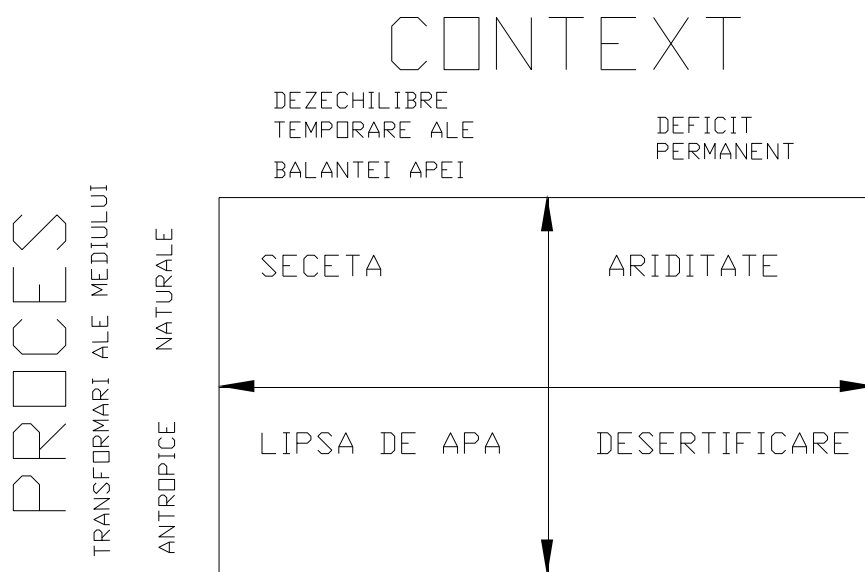 CONTEXT
DEZECHILIBRE
TEMPORARE ALE
BALANTEI APEI
DEFICIT
PERMANENT
PROCES
TRANSFORMARI ALE MEDIULUI
NATURALE
ANTROPICE
SECETA
ARIDITATE
LIPSA DE APA
DESERTIFICARE